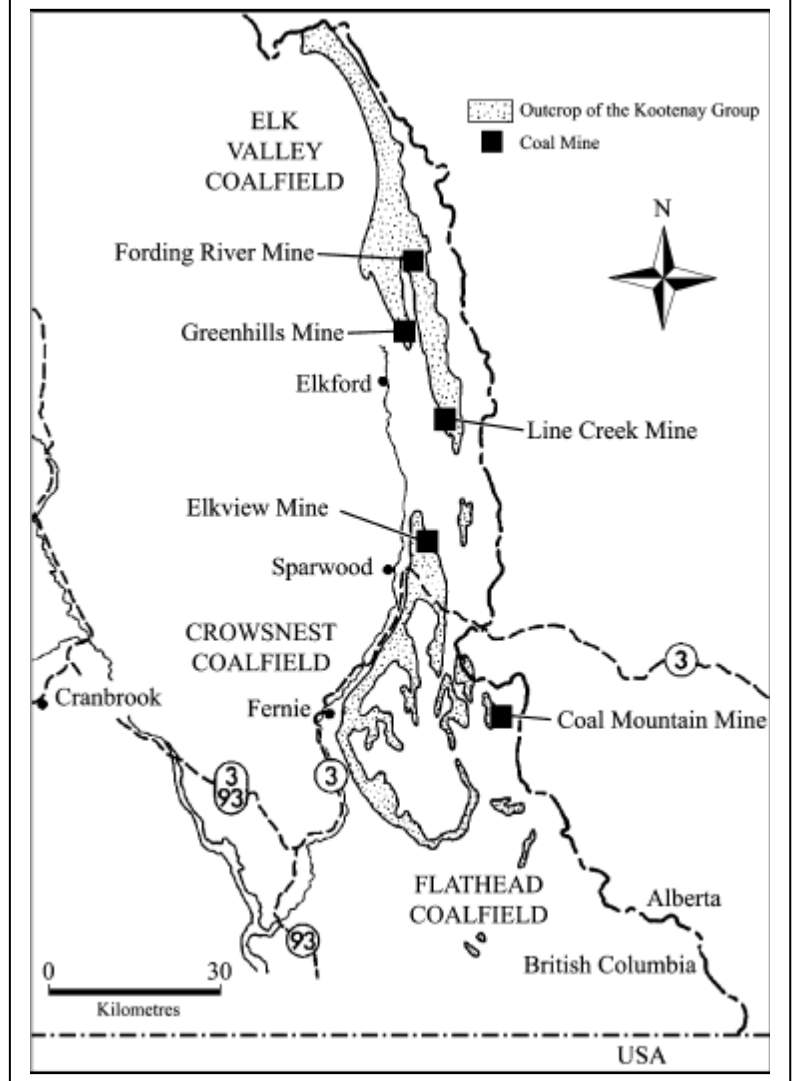 ELK
VALLEY
COALFIELD
Outcrop of the Kootenay Group
Coal Mine
N
Fording River Mine
Greenhills Mine
Elkford
Line Creek Mine
Elkview Mine
Sparwood
CROWSNEST
COALFIELD
3
Cranbrook
Fernie
Coal Mountain Mine
3
93
3
FLATHEAD
COALFIELD
Alberta
93
British Columbia
0 30
Kilometres
USA